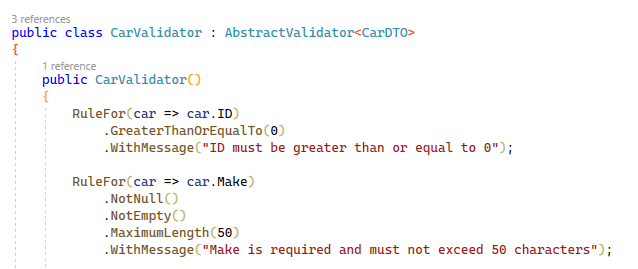 3 references
public class CarValidator : AbstractValidator<CarDTO>
{
1 reference
public CarValidator()
{
RuleFor(car => car.ID)
.GreaterThanOrEqualTo(0)
.WithMessage("ID must be greater than or equal to 0");
RuleFor(car => car.Make)
.NotNull()
.NotEmpty()
.MaximumLength(50)
.WithMessage("Make is required and must not exceed 50 characters");